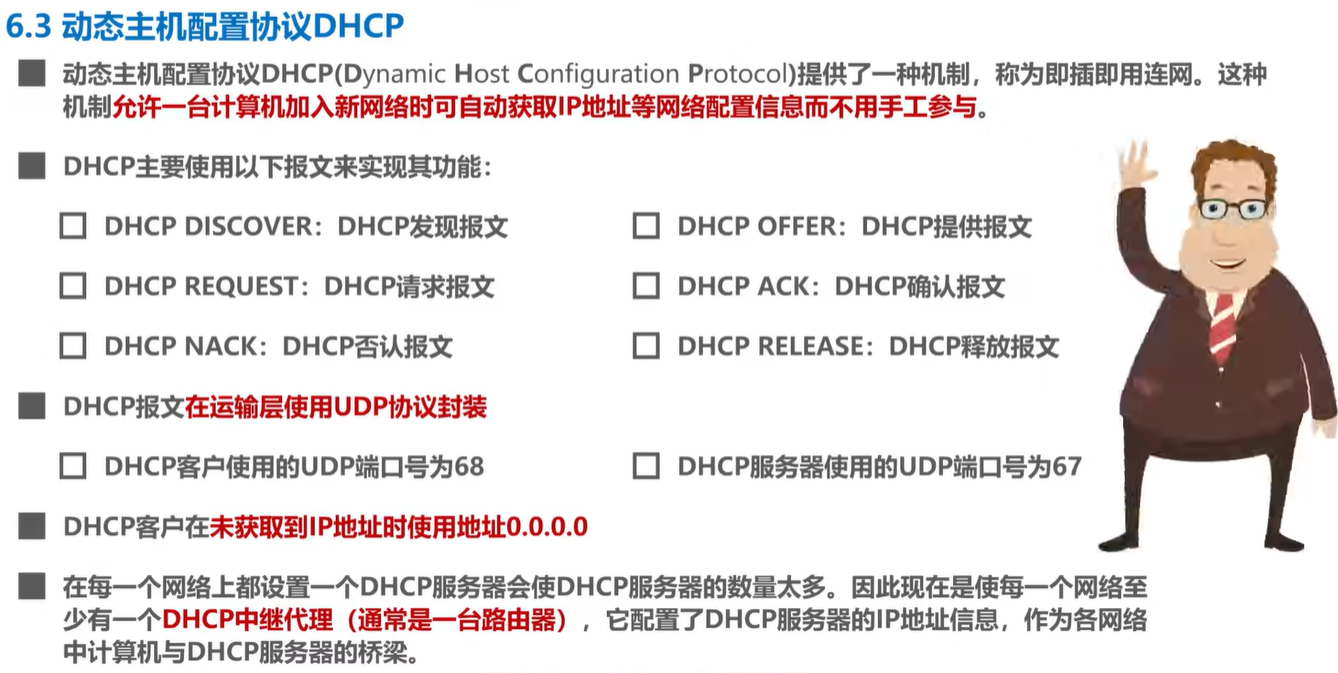 6.3 动态主机配置协议DHCP
动态主机配置协议DHCP(Dynamic Host Configuration Protocol)提供了一种机制，称为即插即用连网。这种
机制允许一台计算机加入新网络时可自动获取IP地址等网络配置信息而不用手工参与。
DHCP主要使用以下报文来实现其功能：
DHCP DISCOVER：DHCP发现报文
DHCP OFFER：DHCP提供报文
DHCP REQUEST：DHCP请求报文
DHCP ACK：DHCP确认报文
DHCP NACK：DHCP否认报文
DHCP RELEASE：DHCP释放报文
DHCP报文在运输层使用UDP协议封装
DHCP客户使用的UDP端口号为68
DHCP服务器使用的UDP端口号为67
DHCP客户在未获取到IP地址时使用地址0.0.0.0
在每一个网络上都设置一个DHCP服务器会使DHCP服务器的数量太多。因此现在是使每一个网络至
少有一个DHCP中继代理（通常是一台路由器），它配置了DHCP服务器的IP地址信息，作为各网络
中计算机与DHCP服务器的桥梁。